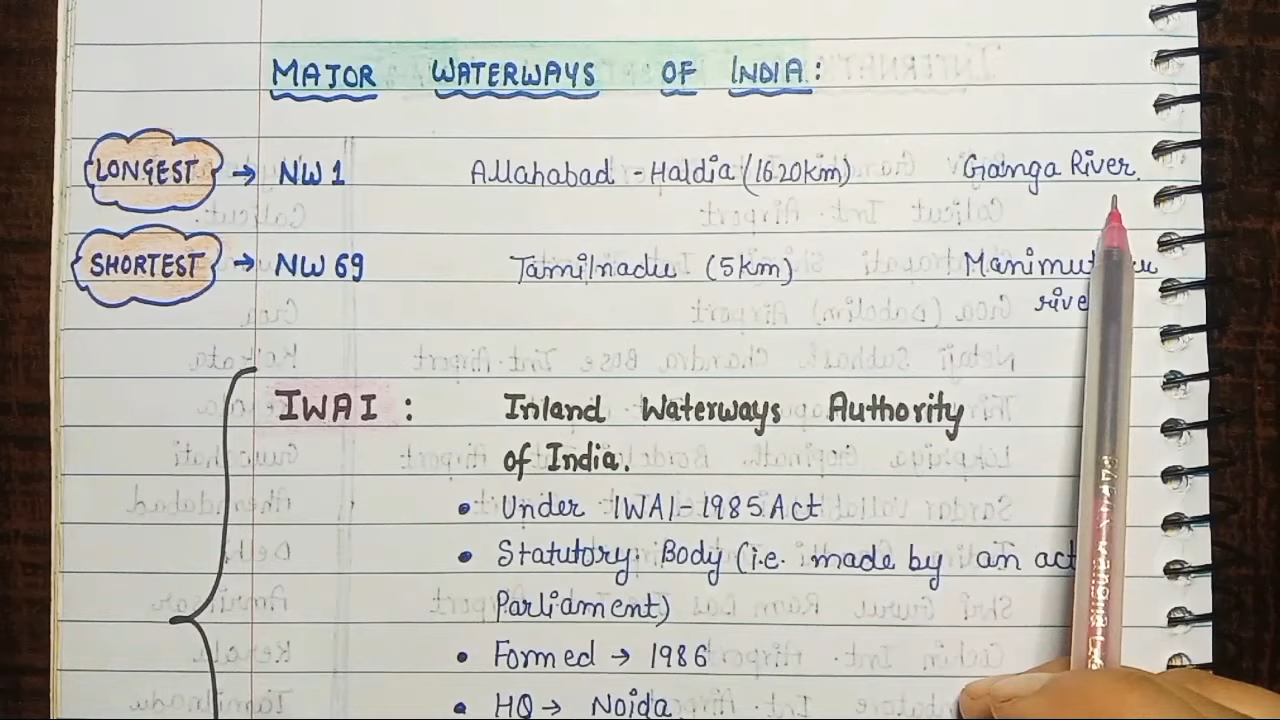 MAJOR WATERWAYS OF INDIA:
LONGEST → NW 1 Allahabad - Haldia (1620km) Ganga River.
SHORTEST → NW 69 Tamilnadu (5km)
IWAI : Inland Waterways Authority
of India.
• Under IWAI-1985 Act
• Statutory Body (i.e. made by an act
Parliament)
• Formed → 1986
• HQ → Noida